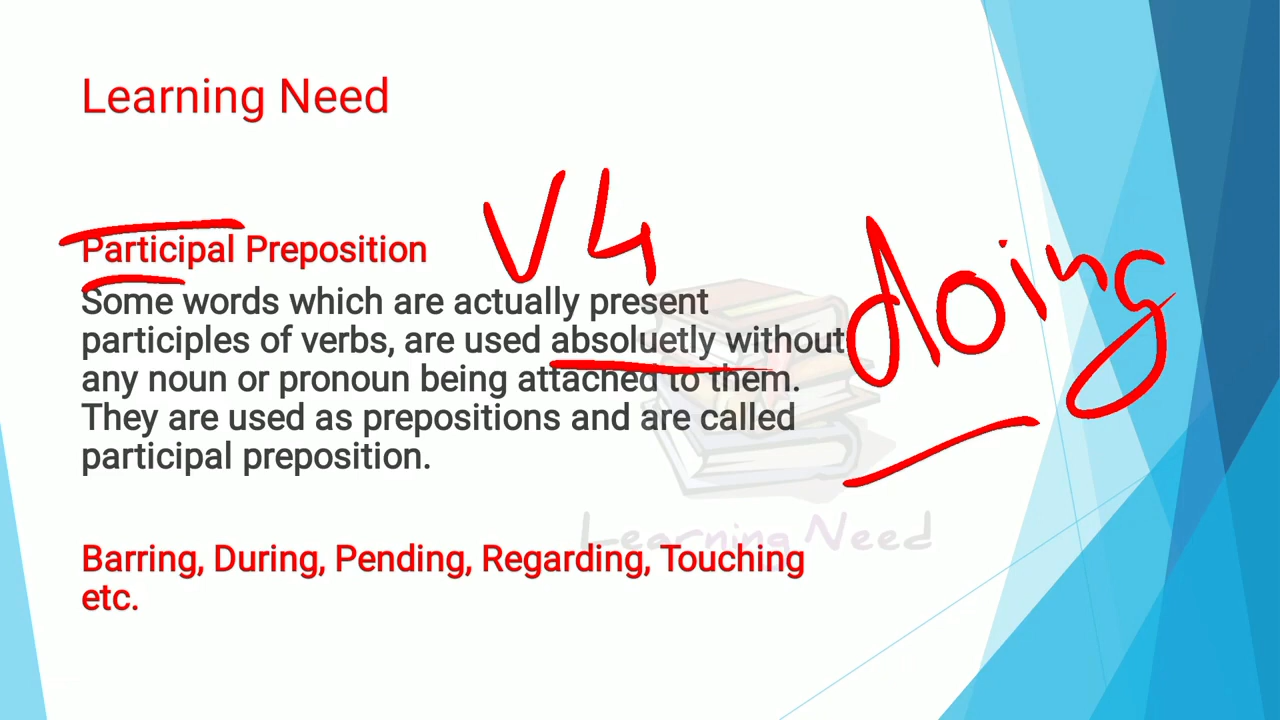 Learning Need
V4
Participal Preposition
doing
Some words which are actually present
participles of verbs, are used absoluetly without
any noun or pronoun being attached to them.
They are used as prepositions and are called
participal preposition.
Learning Need
Barring, During, Pending, Regarding, Touching
etc.